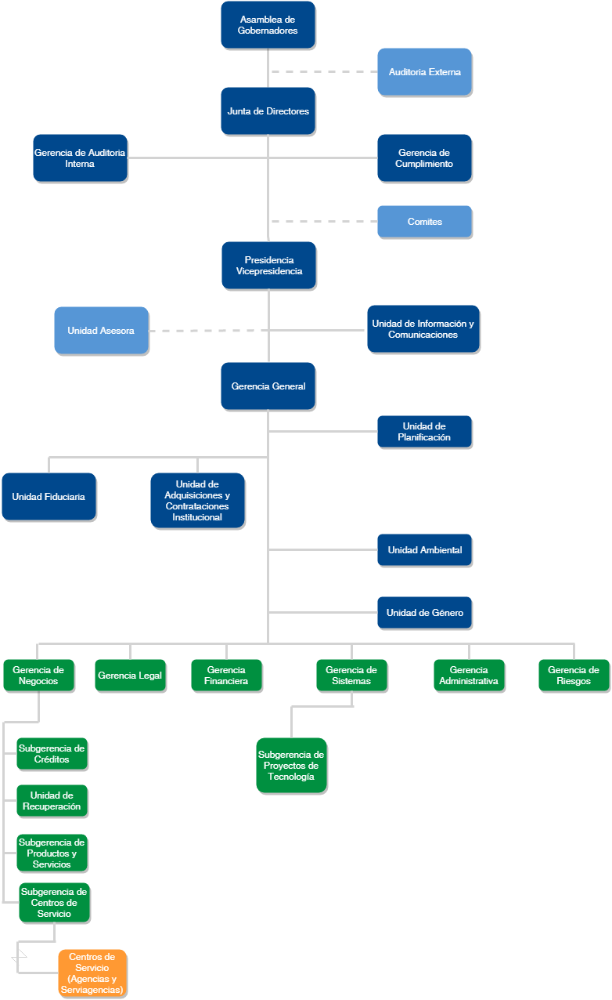 Asamblea de
Gobernadores
Auditoria Externa
Junta de Directores
Gerencia de Auditoria
Interna
Gerencia de
Cumplimiento
Comites
Presidencia
Vicepresidencia
Unidad Asesora
Unidad de Información y
Comunicaciones
Gerencia General
Unidad de
Planificación
Unidad Fiduciaria
Unidad de
Adquisiciones y
Contrataciones
Institucional
Unidad Ambiental
Unidad de Género
Gerencia de
Negocios
Gerencia Legal
Gerencia
Financiera
Gerencia de
Sistemas
Gerencia
Administrativa
Gerencia de
Riesgos
Subgerencia de
Créditos
Subgerencia de
Proyectos de
Tecnología
Unidad de
Recuperación
Subgerencia de
Productos y
Servicios
Subgerencia de
Centros de
Servicio
Centros de
Servicio
(Agencias y
Serviagencias)